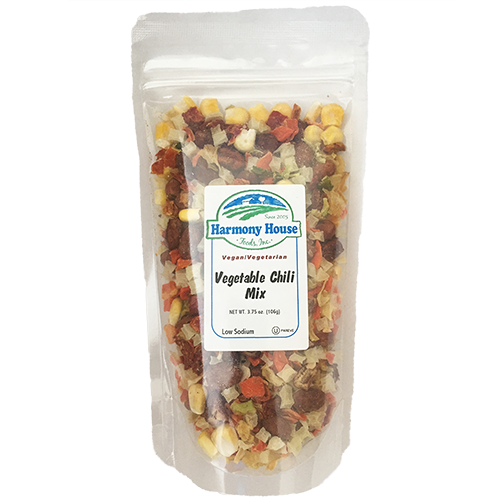 Since 2005
Harmony House
Foods, Inc.
Vegan/Vegetarian
Vegetable Chili
Mix
NET WT. 3.75 oz. (106g)
Low Sodium
U PAREVE